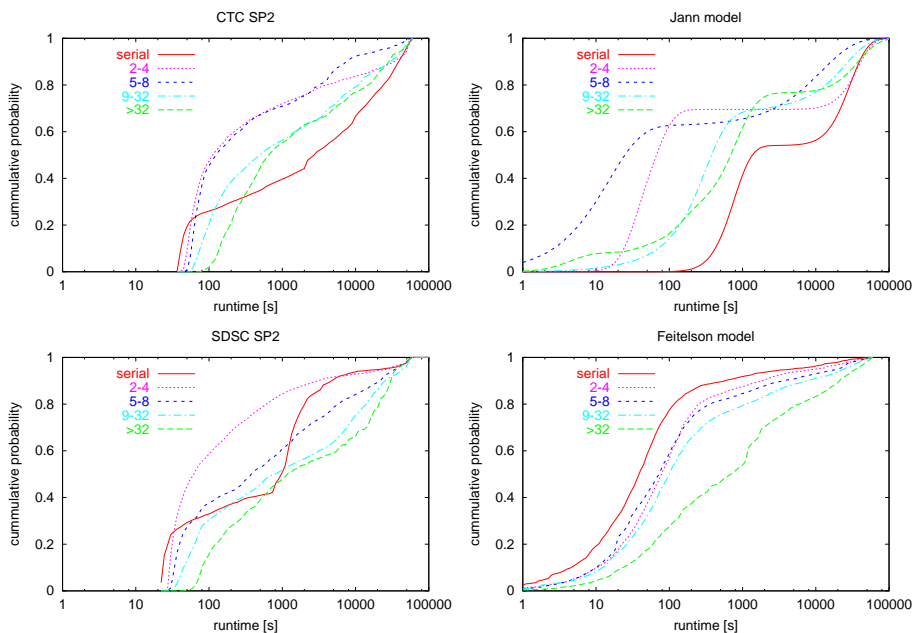 CTC SP2
cummulative probability
1
0.8
0.6
0.4
0.2
0
serial
2-4
5-8
9-32
>32
1 10 100 1000 10000 100000
runtime [s]
Jann model
cummulative probability
1
0.8
0.6
0.4
0.2
0
serial
2-4
5-8
9-32
>32
1 10 100 1000 10000 100000
runtime [s]
SDSC SP2
cummulative probability
1
0.8
0.6
0.4
0.2
0
serial
2-4
5-8
9-32
>32
1 10 100 1000 10000 100000
runtime [s]
Feitelson model
cummulative probability
1
0.8
0.6
0.4
0.2
0
serial
2-4
5-8
9-32
>32
1 10 100 1000 10000 100000
runtime [s]